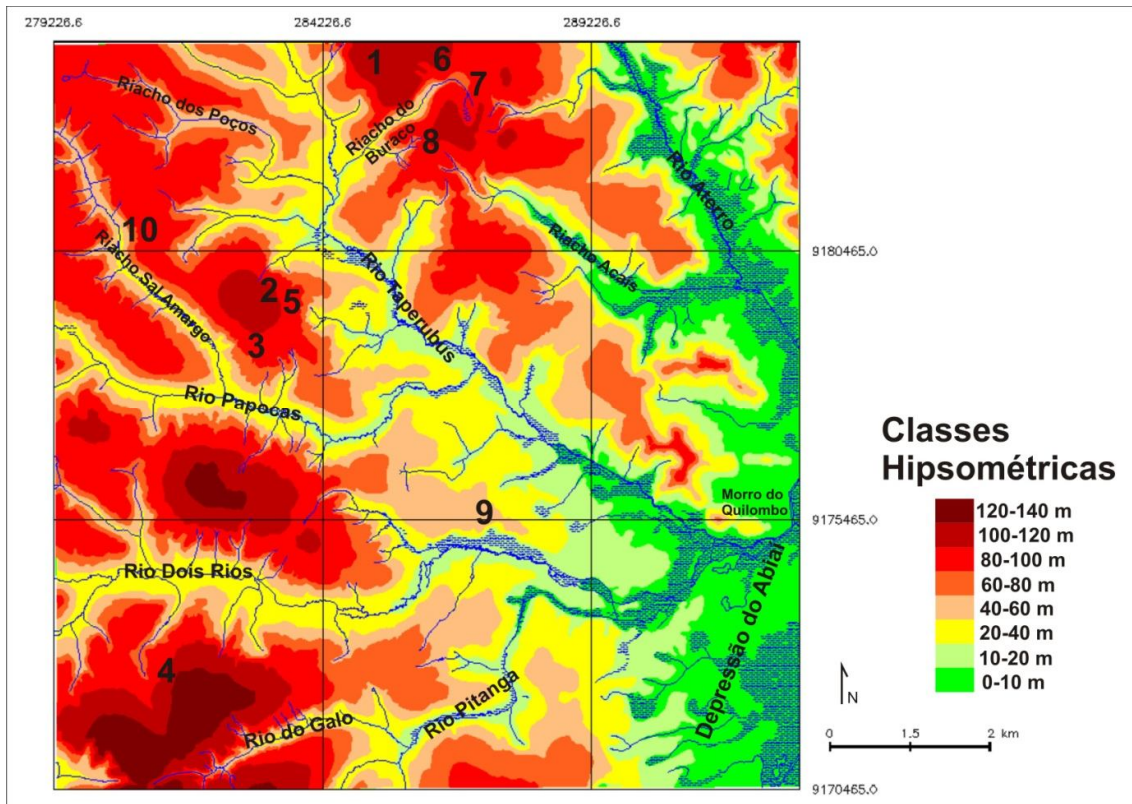 279226.6
284226.6
289226.6
1
6
7
Riacho dos Poços
Riacho do
Buraco
8
Rio Aterro
10
9180465.0
Riacho Sal Amargo
Riacho Acais
2
5
Rio Taperubus
3
Rio Papocas
Classes
Hipsométricas
120-140 m
100-120 m
80-100 m
60-80 m
40-60 m
20-40 m
10-20 m
0-10 m
Morro do
Quilombo
9
9175465.0
Rio Dois Rios
Depressão do Abiaí
4
Rio Pitanga
Rio do Galo
N
0
1.5
2 km
9170465.0